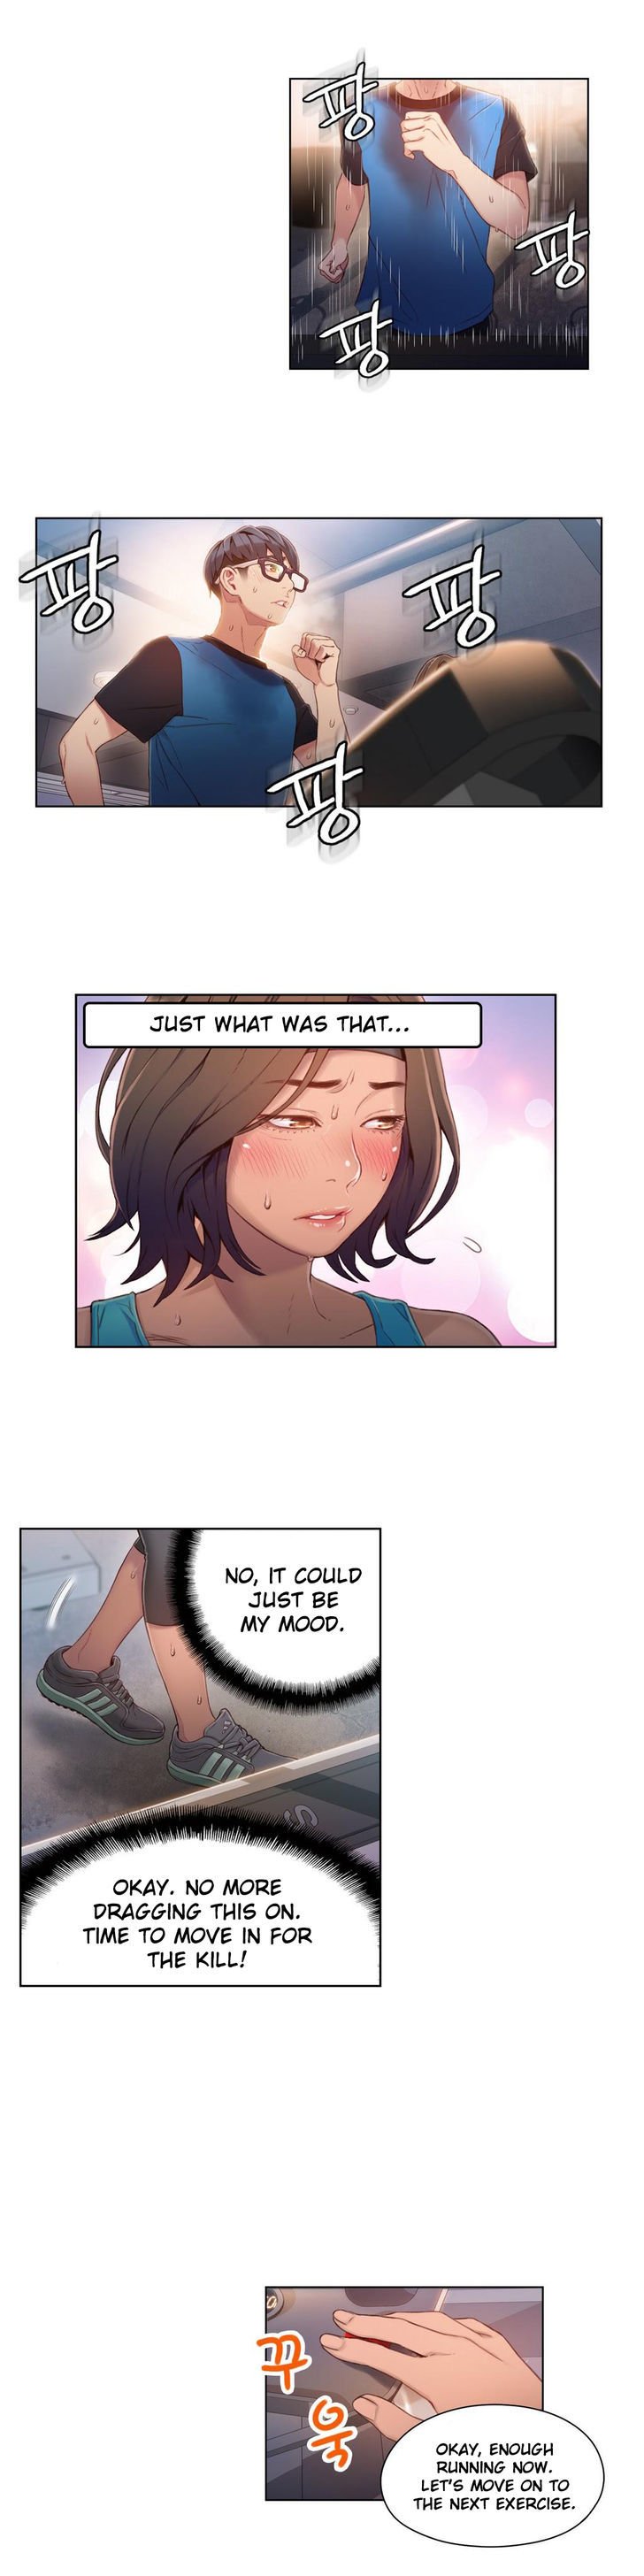 팡
팡
팡
팡
팡
팡
JUST WHAT WAS THAT...
NO, IT COULD
JUST BE
MY MOOD.
S
OKAY. NO MORE
DRAGGING THIS ON.
TIME TO MOVE IN FOR
THE KILL!
꾸
욱
OKAY, ENOUGH
RUNNING NOW.
LET'S MOVE ON TO
THE NEXT EXERCISE.